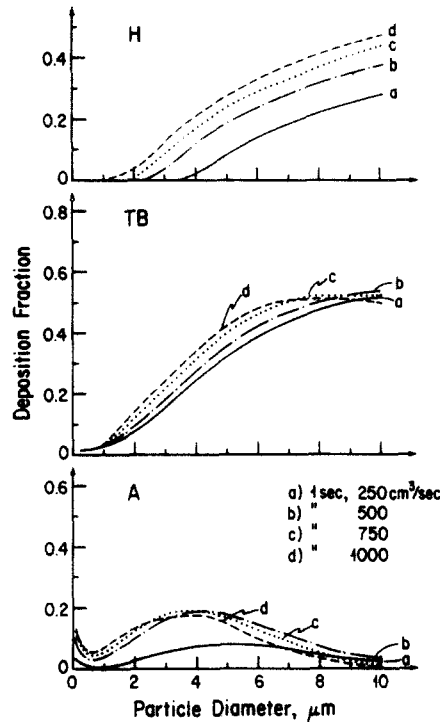 H
0.4
0.2
0
d
c
b
a
TB
0.6
0.4
0.2
0
d
c
b
a
Deposition Fraction
A
0.6
0.4
0.2
0
a) 1 sec, 250 cm³/sec
b) " 500
c) " 750
d) " 1000
d
c
b
a
0 2 4 6 8 10
Particle Diameter, μm